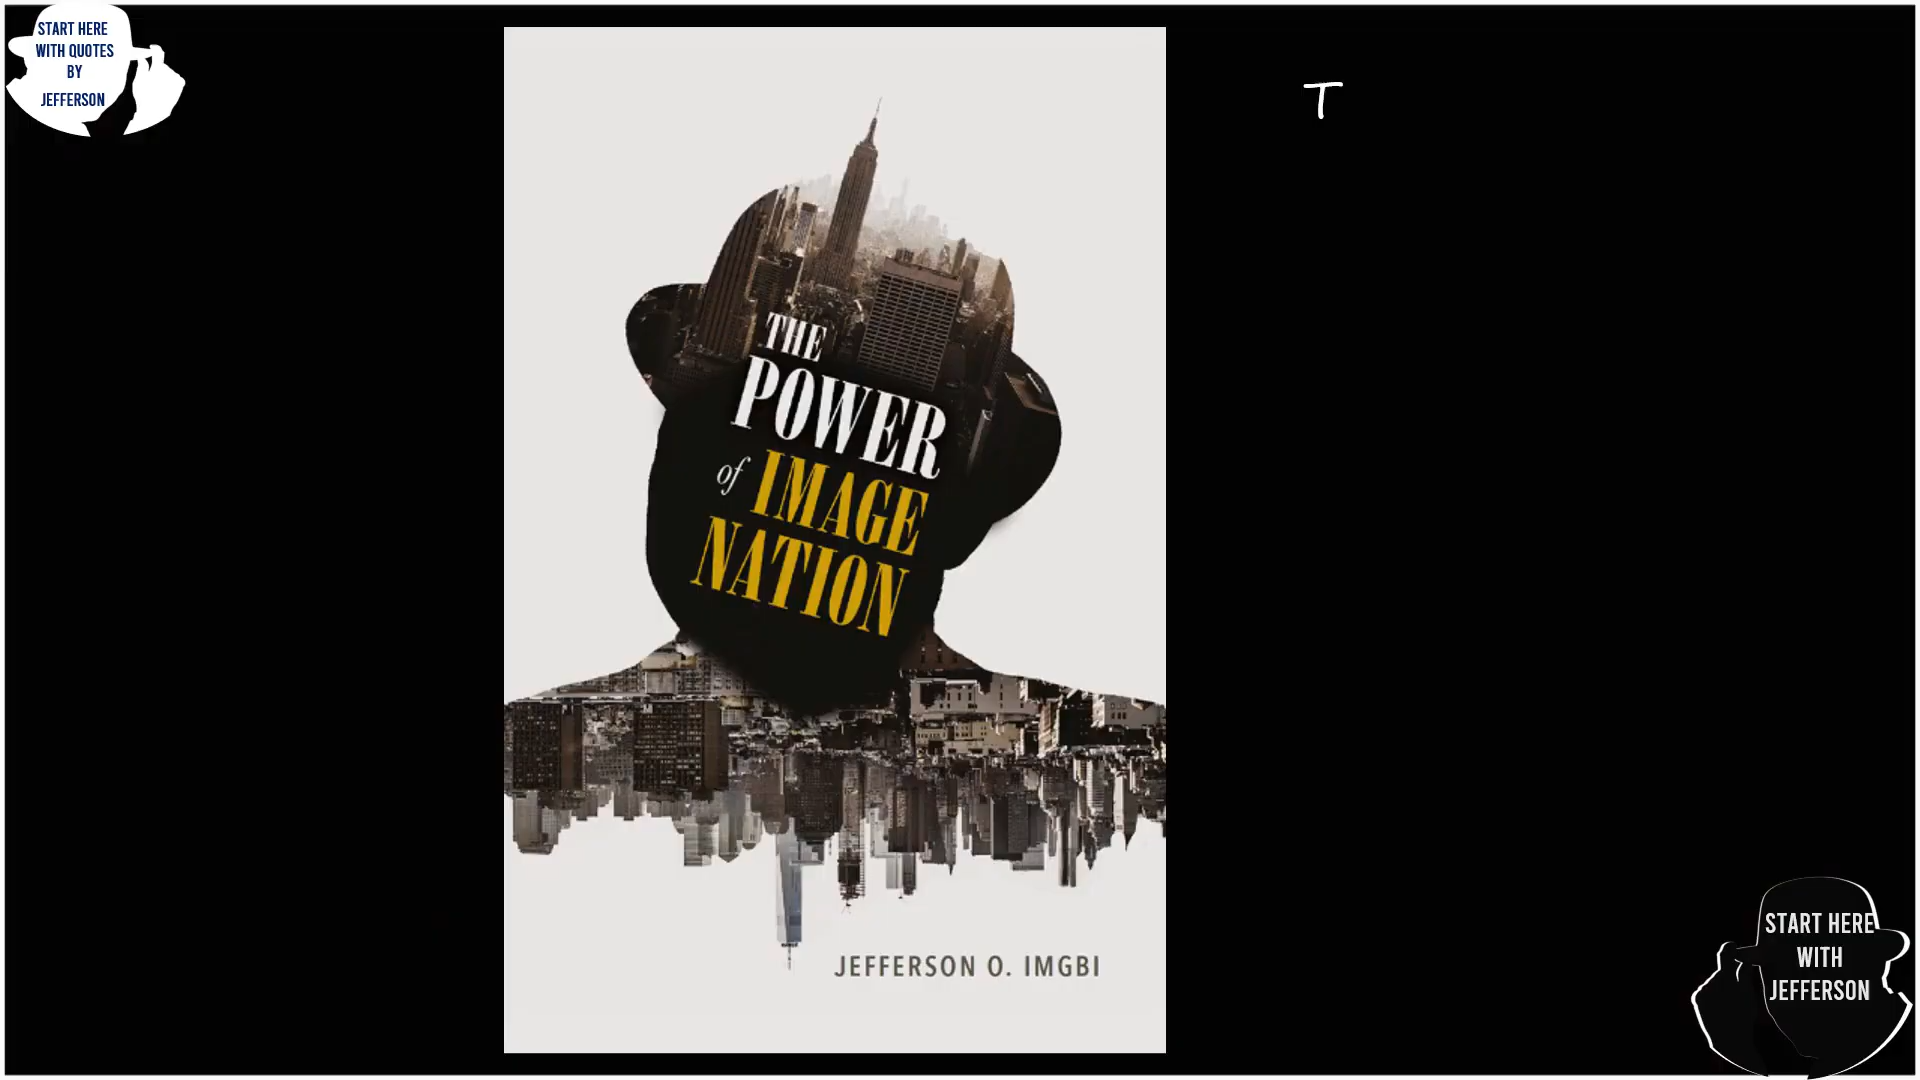 START HERE
WITH QUOTES
BY
JEFFERSON
T
THE
POWER
of IMAGE
NATION
JEFFERSON O. IMGBI
START HERE
WITH
JEFFERSON